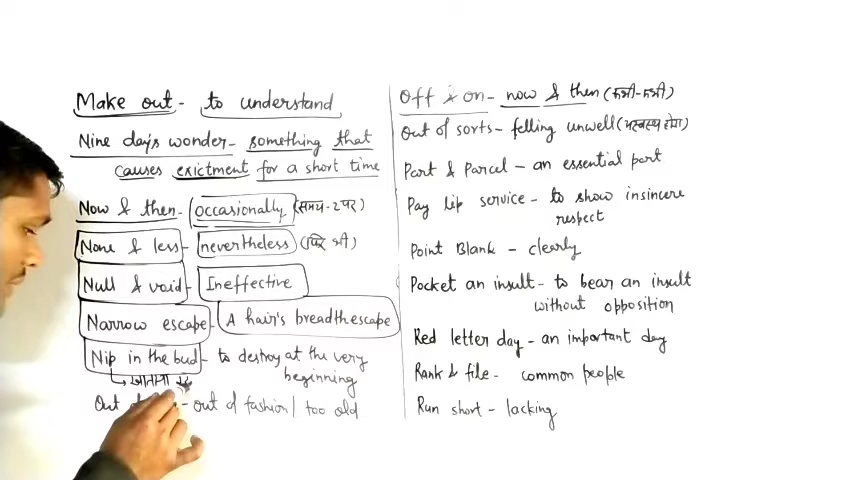 Make out - to understand
Nine day's wonder - something that
causes exictment for a short time
Now & then - occasionally (समय-2 पर)
None & less - nevertheless (फिर भी)
Null & void - Ineffective
Narrow escape - A hair's breadth escape
Nip in the bud - to destroy at the very
beginning
Out - out of fashion / too old
Off & on - now & then (कभी-कभी)
Out of sorts - felling unwell (अस्वस्थ होना)
Part & Parcel - an essential part
Pay lip service - to show insincere
respect
Point Blank - clearly
Pocket an insult - to bear an insult
without opposition
Red letter day - an important day
Rank & file - common people
Run short - lacking